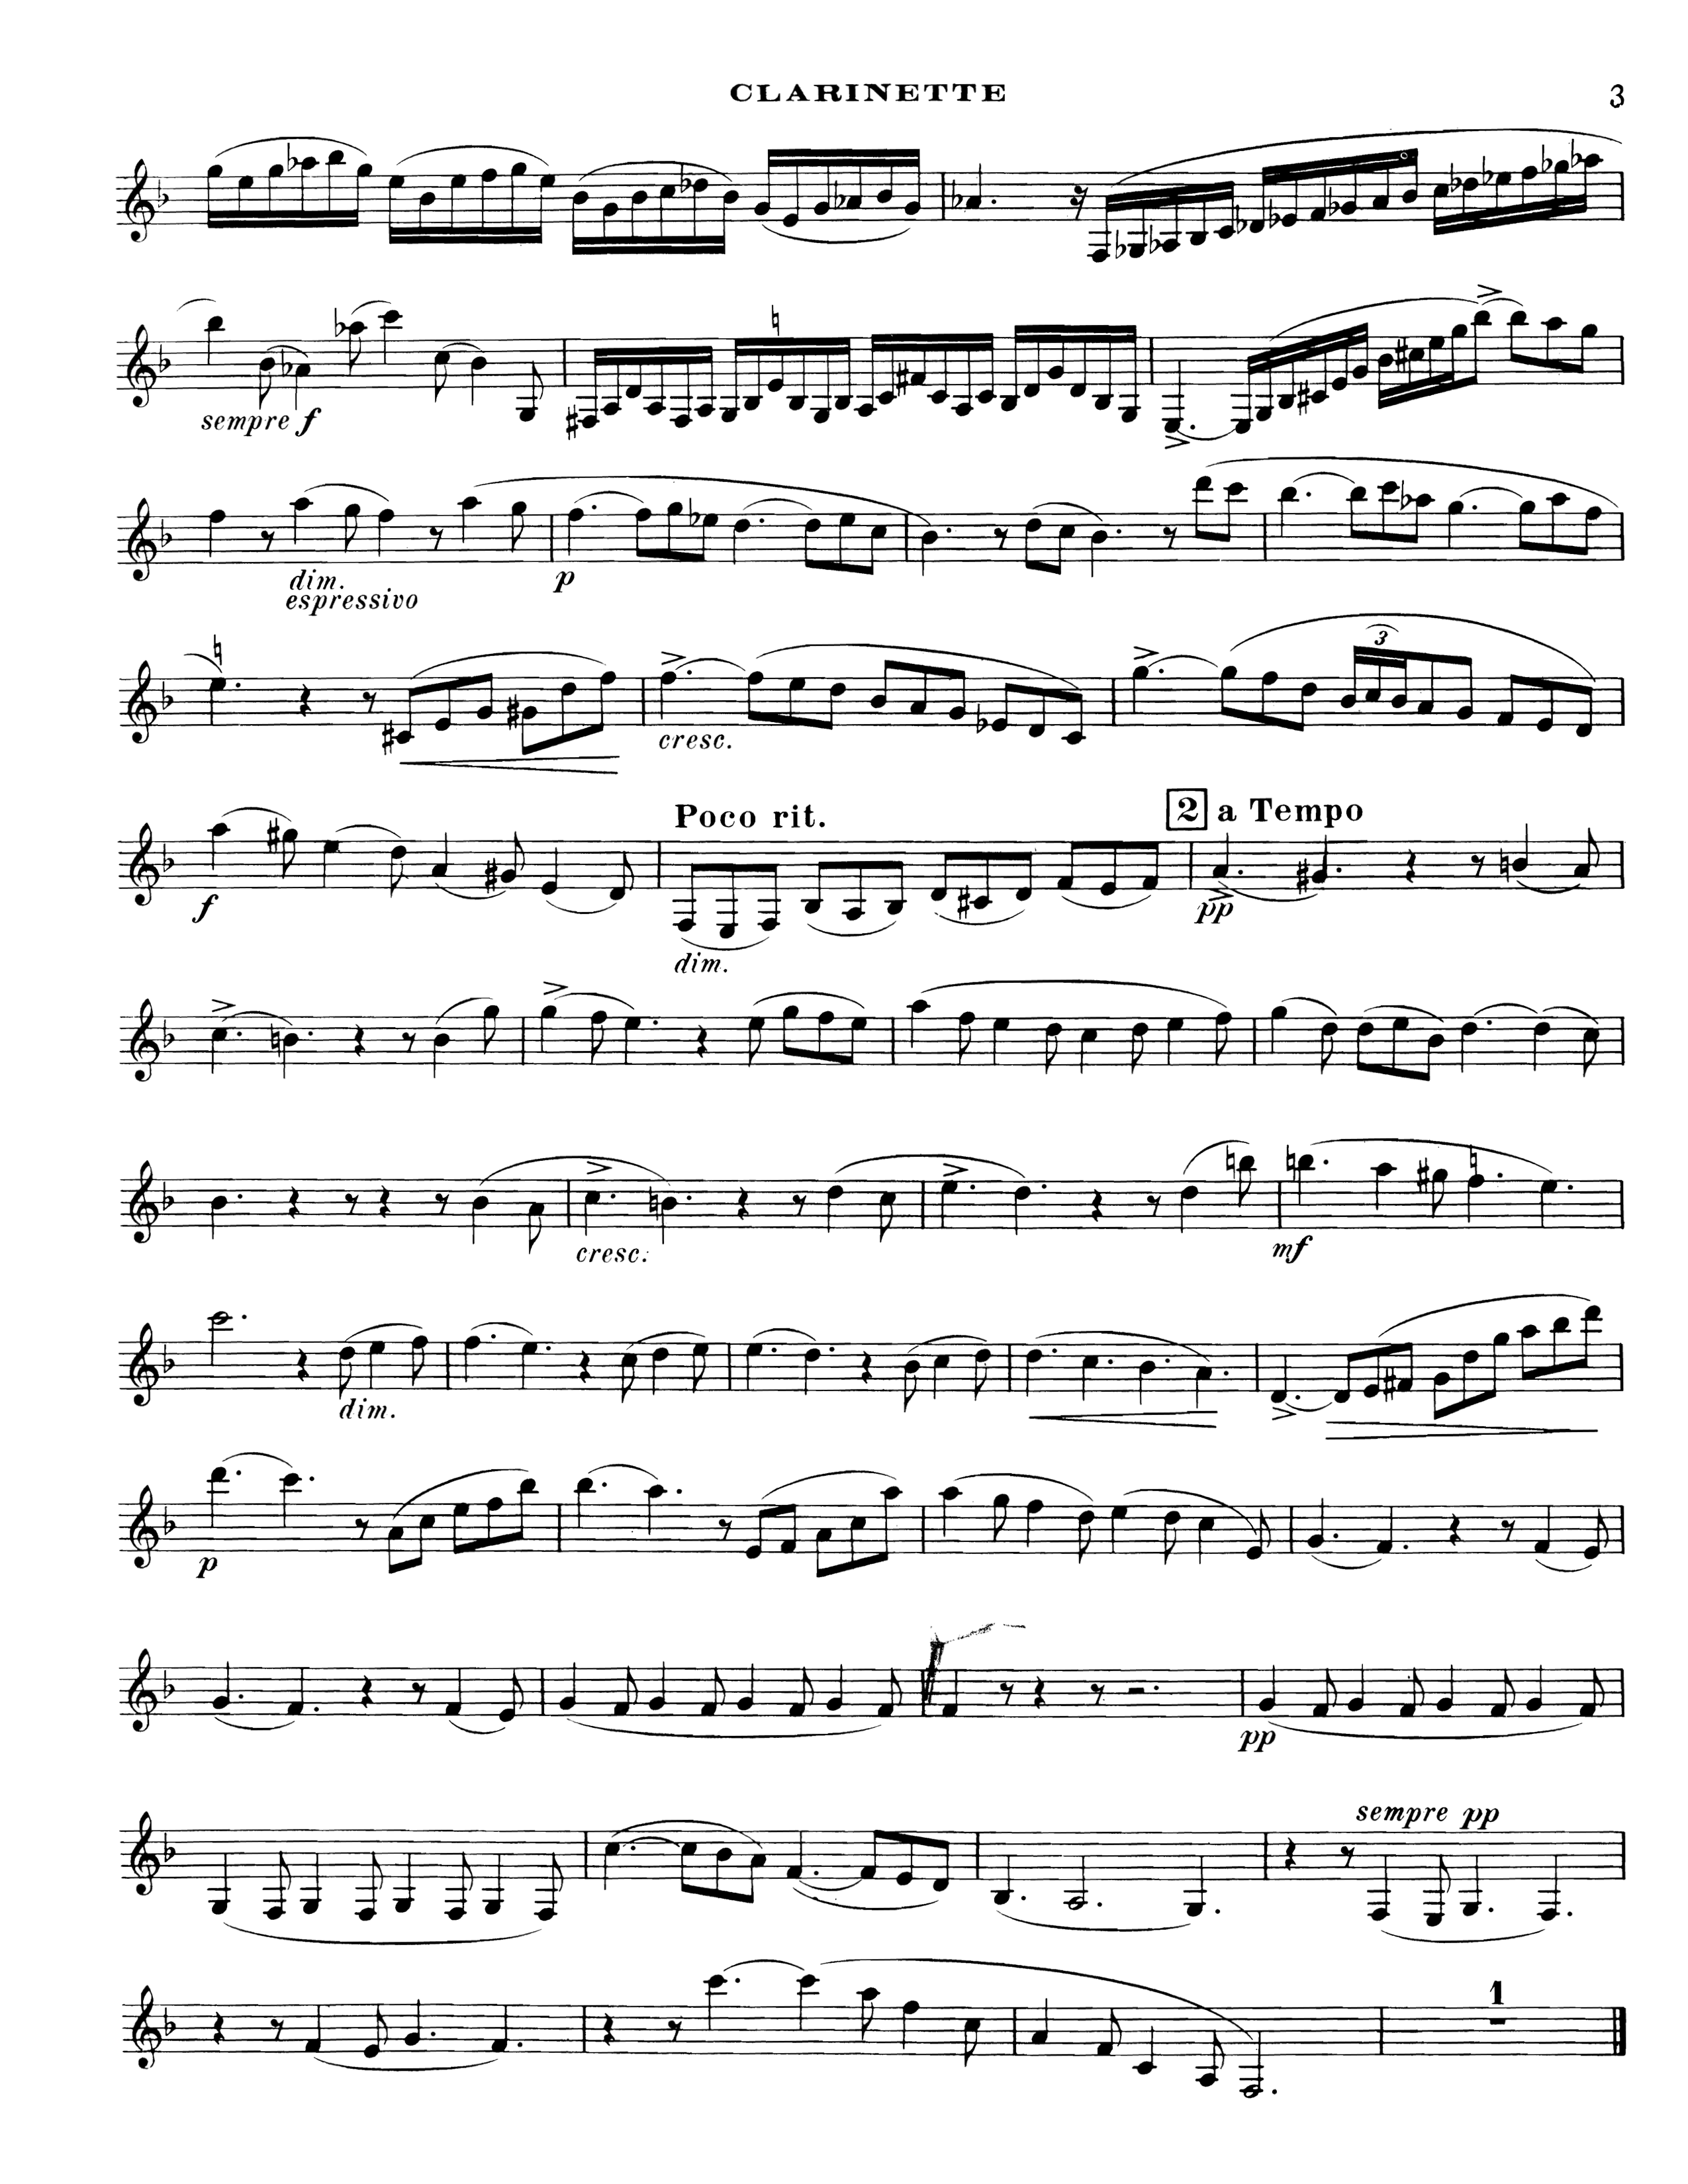 CLARINETTE 3
sempre f
dim.
espressivo
p
3
cresc.
Poco rit. 2 a Tempo
f pp
dim.
cresc. mf
dim.
p
pp
sempre pp
1